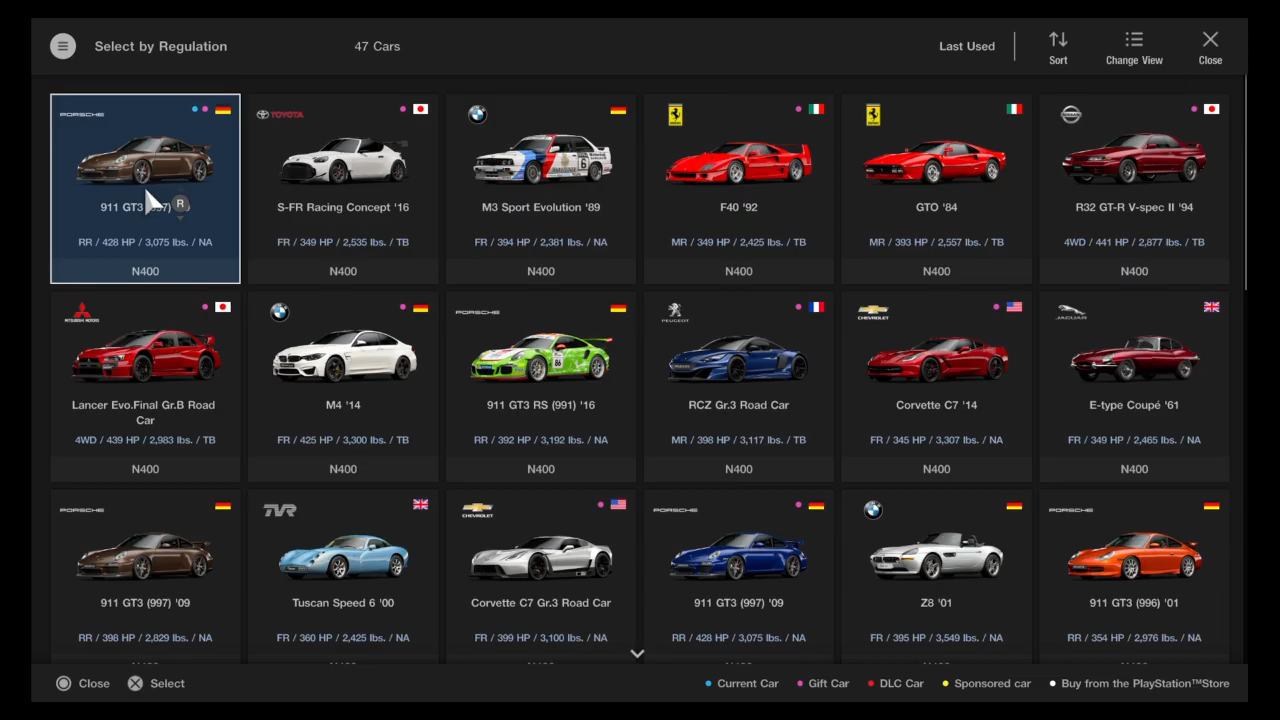 Select by Regulation
47 Cars
Last Used
Sort
Change View
Close
PORSCHE
TOYOTA
911 GT3
R
S-FR Racing Concept '16
M3 Sport Evolution '89
F40 '92
GTO '84
R32 GT-R V-spec II '94
RR / 428 HP / 3,075 lbs. / NA
FR / 349 HP / 2,535 lbs. / TB
FR / 394 HP / 2,381 lbs. / NA
MR / 349 HP / 2,425 lbs. / TB
MR / 393 HP / 2,557 lbs. / TB
4WD / 441 HP / 2,877 lbs. / TB
N400
N400
N400
N400
N400
N400
MITSUBISHI MOTORS
PORSCHE
PEUGEOT
CHEVROLET
JAGUAR
Lancer Evo.Final Gr.B Road
Car
M4 '14
911 GT3 RS (991) '16
RCZ Gr.3 Road Car
Corvette C7 '14
E-type Coupé '61
4WD / 439 HP / 2,983 lbs. / TB
FR / 425 HP / 3,300 lbs. / TB
RR / 392 HP / 3,192 lbs. / NA
MR / 398 HP / 3,117 lbs. / TB
FR / 345 HP / 3,307 lbs. / NA
FR / 349 HP / 2,465 lbs. / NA
N400
N400
N400
N400
N400
N400
PORSCHE
TVR
CHEVROLET
PORSCHE
PORSCHE
911 GT3 (997) '09
Tuscan Speed 6 '00
Corvette C7 Gr.3 Road Car
911 GT3 (997) '09
Z8 '01
911 GT3 (996) '01
RR / 398 HP / 2,829 lbs. / NA
FR / 360 HP / 2,425 lbs. / NA
FR / 399 HP / 3,100 lbs. / NA
RR / 428 HP / 3,075 lbs. / NA
FR / 395 HP / 3,549 lbs. / NA
RR / 354 HP / 2,976 lbs. / NA
Close
Select
Current Car
Gift Car
DLC Car
Sponsored car
Buy from the PlayStation™Store